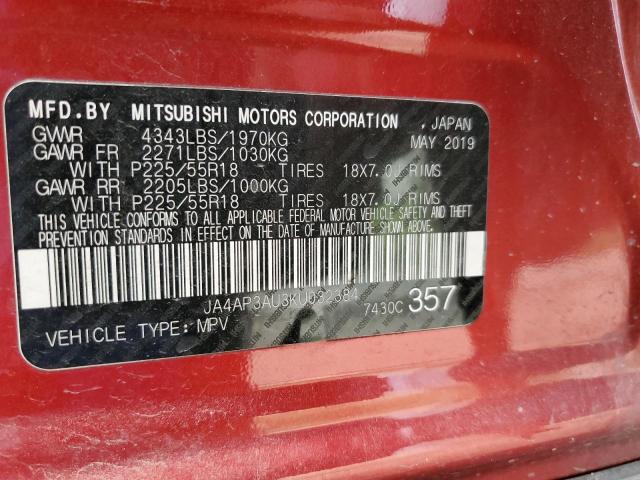 MFD.BY MITSUBISHI MOTORS CORPORATION , JAPAN
GVWR 4343LBS/1970KG MAY 2019
GAWR FR 2271LBS/1030KG
WITH P225/55R18 TIRES 18X7.0J RIMS
GAWR RR 2205LBS/1000KG
WITH P225/55R18 TIRES 18X7.0J RIMS
THIS VEHICLE CONFORMS TO ALL APPLICABLE FEDERAL MOTOR VEHICLE SAFETY AND THEFT
PREVENTION STANDARDS IN EFFECT ON THE DATE OF MANUFACTURE SHOWN ABOVE.
JA4AP3AU3KU032384 7430C 357
VEHICLE TYPE: MPV